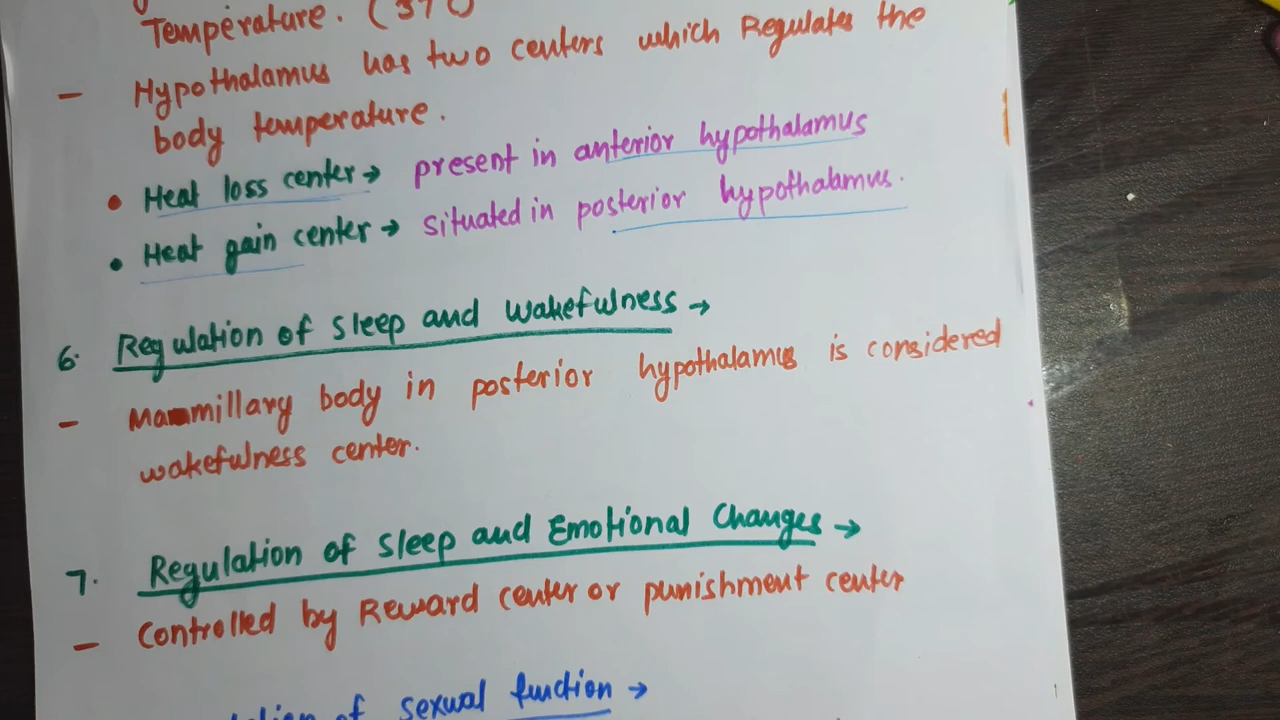 Temperature. (37
- Hypothalamus has two centers which Regulates the
body temperature.
• Heat loss center → present in anterior hypothalamus
• Heat gain center → situated in posterior hypothalamus.
6. Regulation of Sleep and Wakefulness →
- Mammillary body in posterior hypothalamus is considered
wakefulness center.
7. Regulation of Sleep and Emotional Changes →
- Controlled by Reward center or punishment center
of sexual function →